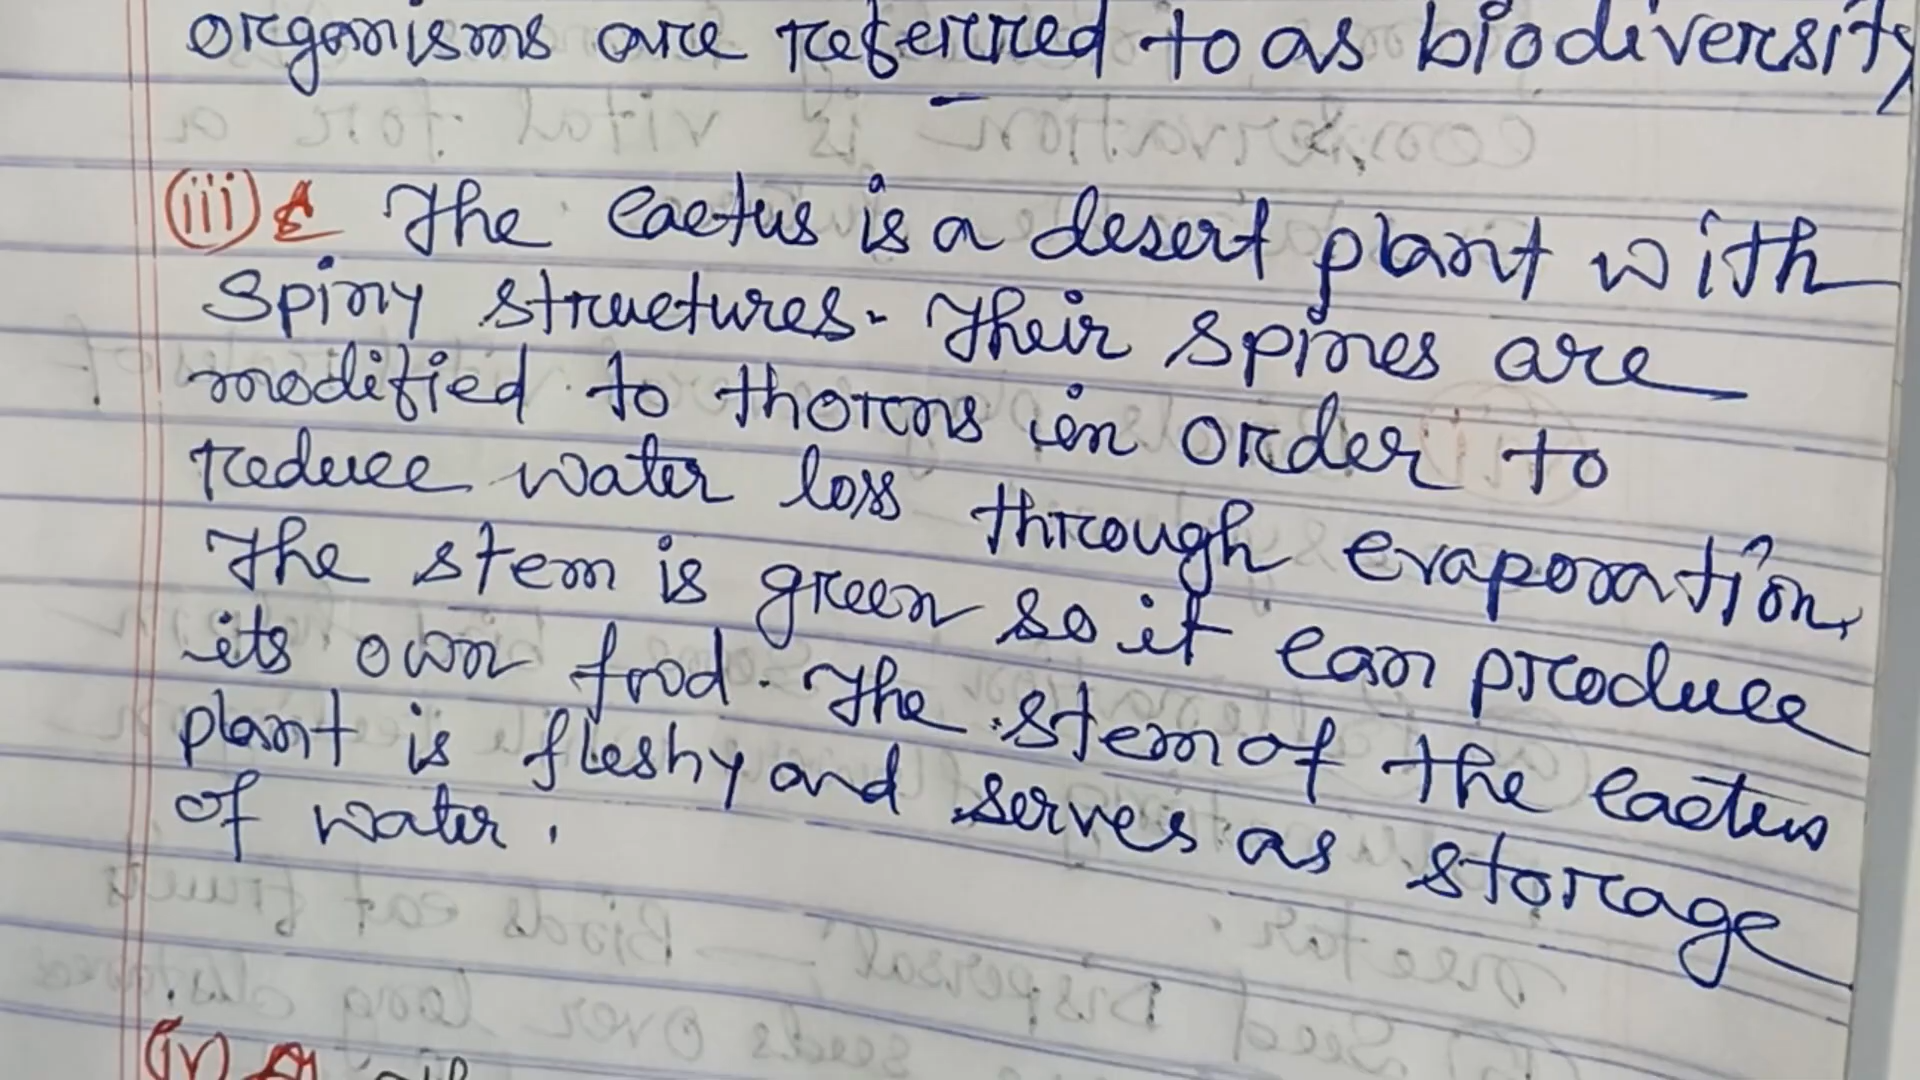 organisms are referred to as biodiversity
(iii) The cactus is a desert plant with
spiny structures. Their spines are
modified to thorns in order to
reduce water loss through evaporation.
The stem is green so it can produce
its own food. The stem of the cactus
plant is fleshy and serves as storage
of water.
(iv)